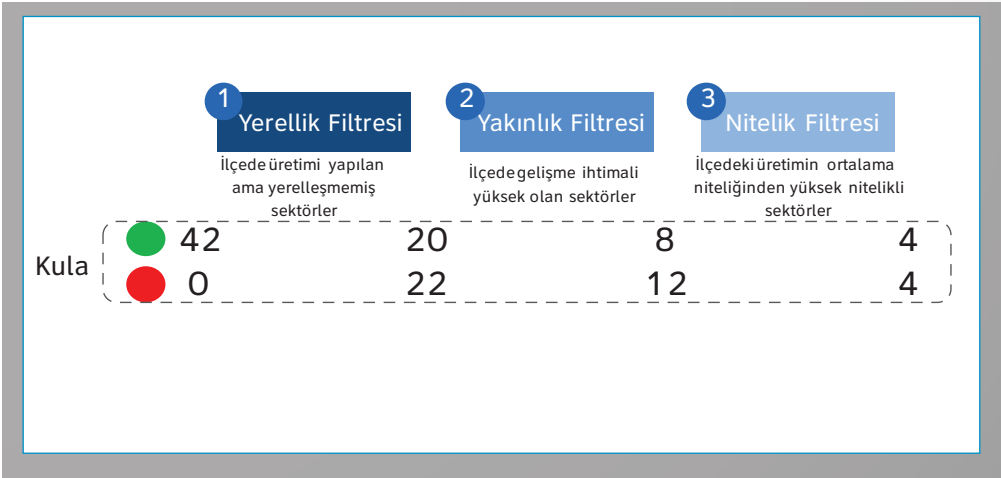 1
Yerellik Filtresi
İlçede üretimi yapılan
ama yerelleşmemiş
sektörler
2
Yakınlık Filtresi
İlçede gelişme ihtimali
yüksek olan sektörler
3
Nitelik Filtresi
İlçedeki üretimin ortalama
niteliğinden yüksek nitelikli
sektörler
Kula
42 20 8 4
0 22 12 4